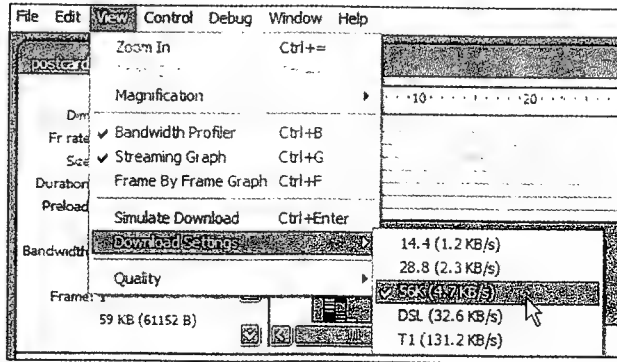 File Edit View Control Debug Window Help
postcard
Zoom In Ctrl+=
Magnification
10 20
Dim
Fr rate
Size
Duration
Preload
Bandwidth
✓ Bandwidth Profiler Ctrl+B
✓ Streaming Graph Ctrl+G
Frame By Frame Graph Ctrl+F
Simulate Download Ctrl+Enter
Download Settings
Quality
14.4 (1.2 KB/s)
28.8 (2.3 KB/s)
✓ 56K (4.7 KB/s)
DSL (32.6 KB/s)
T1 (131.2 KB/s)
Frame: 1
59 KB (61152 B)